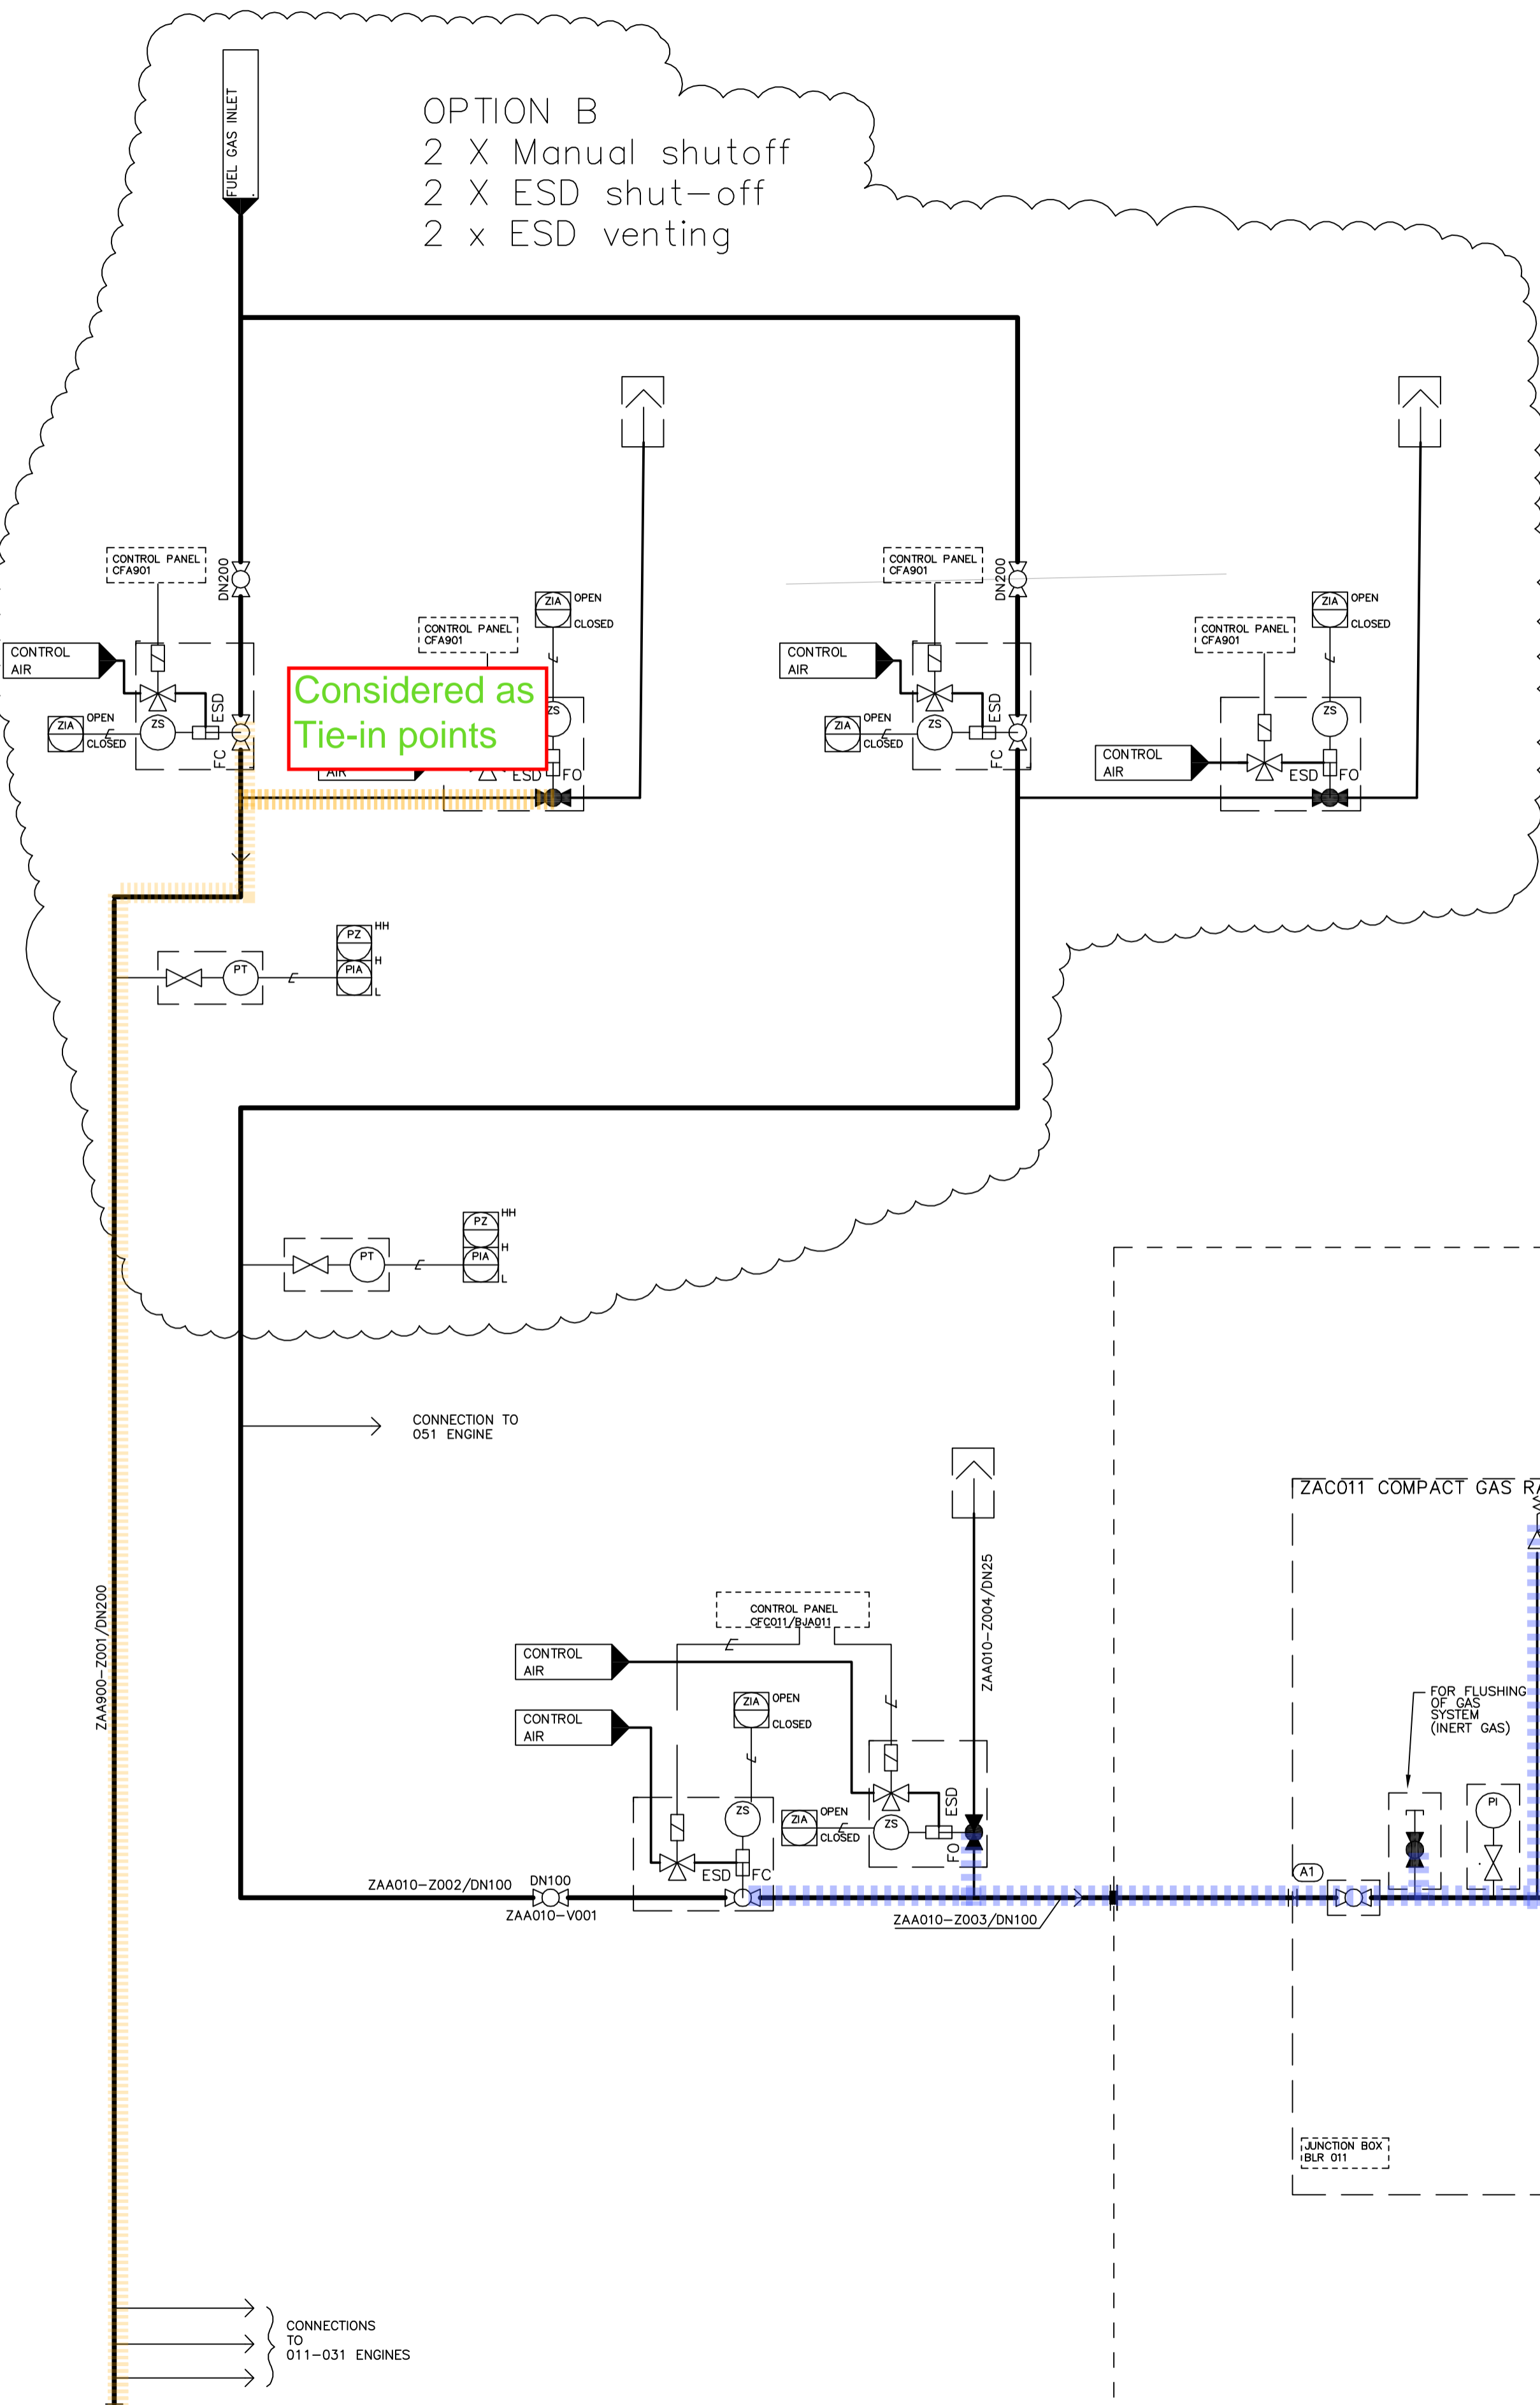 FUEL GAS INLET
OPTION B
2 X Manual shutoff
2 X ESD shut-off
2 x ESD venting
CONTROL PANEL
CFA901
DN200
CONTROL
AIR
ZIA
OPEN
CLOSED
ZS
ESD
FC
CONTROL PANEL
CFA901
ZIA
OPEN
CLOSED
Considered as
Tie-in points
ZS
AIR
ESD
FO
CONTROL PANEL
CFA901
DN200
CONTROL
AIR
ZIA
OPEN
CLOSED
ZS
ESD
FC
CONTROL PANEL
CFA901
ZIA
OPEN
CLOSED
ZS
CONTROL
AIR
ESD
FO
PT
PZ
HH
H
PIA
L
PT
PZ
HH
H
PIA
L
CONNECTION TO
051 ENGINE
ZAC011 COMPACT GAS RA
ZAA900-Z001/DN200
CONTROL PANEL
CFC011/BJA011
ZAA010-Z004/DN25
CONTROL
AIR
CONTROL
AIR
ZIA
OPEN
CLOSED
ZS
ESD
FC
ZIA
OPEN
CLOSED
ZS
ESD
FO
FOR FLUSHING
OF GAS
SYSTEM
(INERT GAS)
PI
A1
ZAA010-Z002/DN100
DN100
ZAA010-V001
ZAA010-Z003/DN100
JUNCTION BOX
BLR 011
CONNECTIONS
TO
011-031 ENGINES